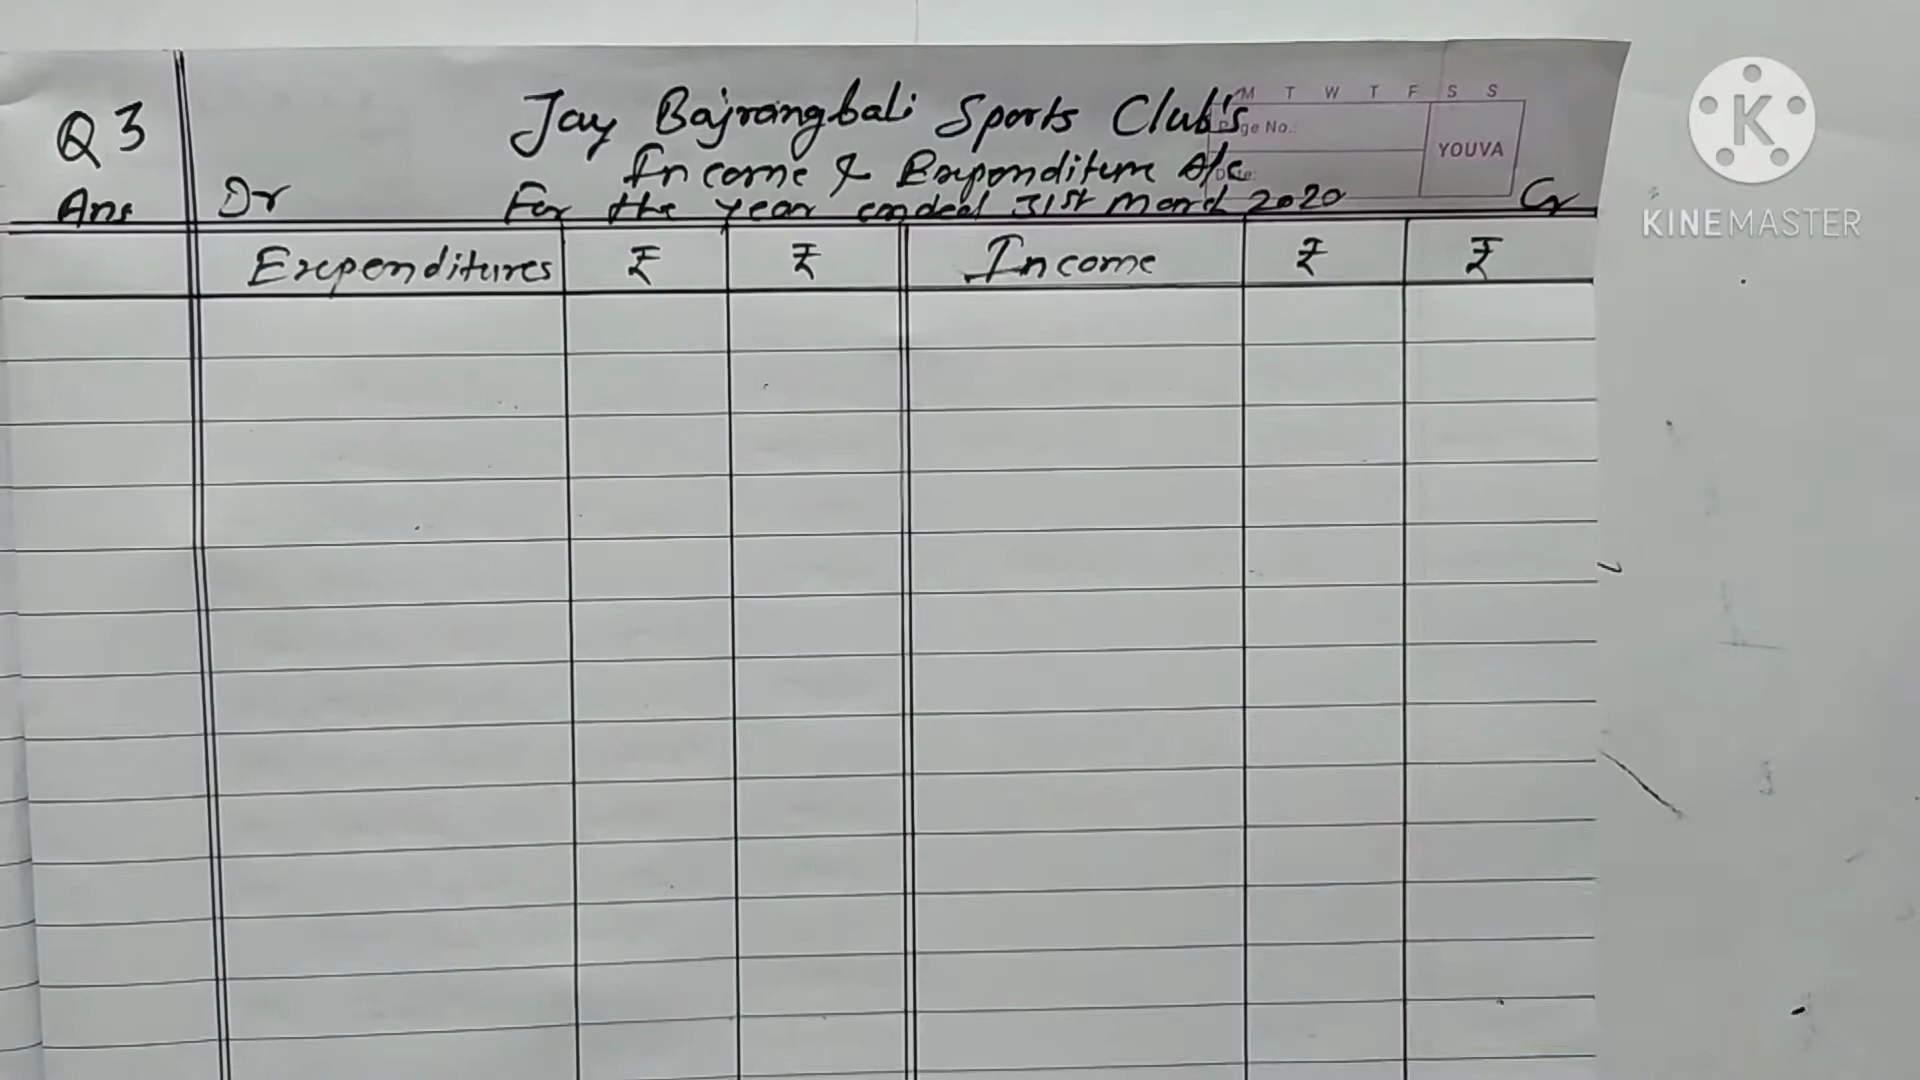 Q 3
Jay Bajrangbali Sports Club's
M T W T F S S
Page No.
YOUVA
Income & Expenditure A/c
Date:
Ans
Dr
For the year ended 31st March 2020
Cr
Expenditures ₹ ₹ Income ₹ ₹
K
KINEMASTER